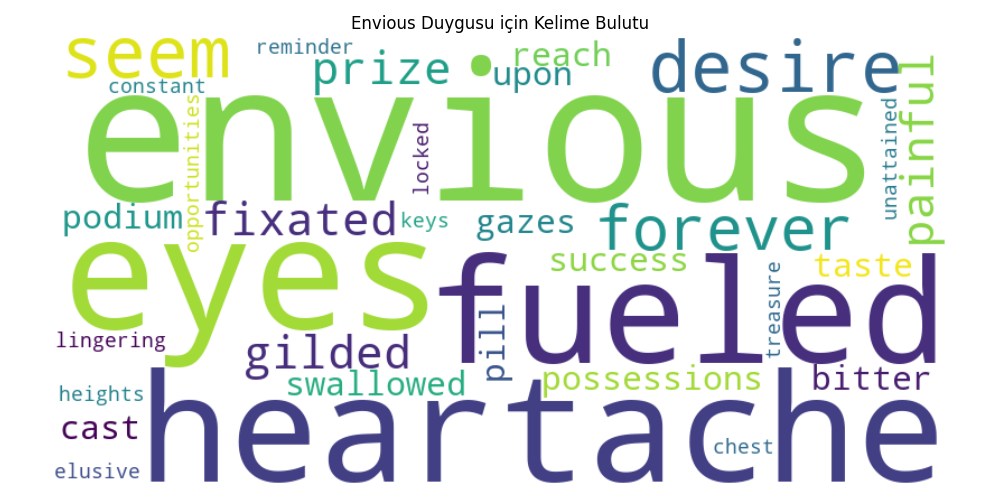 Envious Duygusu için Kelime Bulutu
seem
reminder
constant
prize
reach
upon
desire
envious
opportunities
locked
unattained
painful
podium
fixated
keys
gazes
forever
eyes
fueled
success
taste
treasure
lingering
gilded
pill
swallowed
possessions
bitter
heights
heartache
cast
chest
elusive